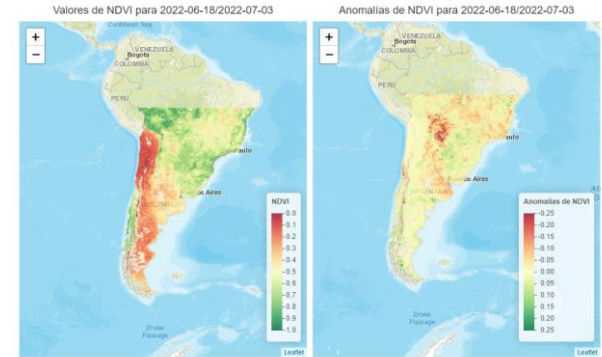 Valores de NDVI para 2022-06-18/2022-07-03
Caribbean Sea
+
-
VENEZUELA
Bogota
COLOMBIA
PERU
aulo
Aires
NDVI
0.0
0.1
0.2
0.3
0.4
0.5
0.6
0.7
0.8
0.9
1.0
Drake
Passage
Leaflet
Anomalías de NDVI para 2022-06-18/2022-07-03
+
-
VENEZUELA
Bogota
COLOMBIA
PERU
aulo
Aires
Anomalías de NDVI
-0.25
-0.20
-0.15
-0.10
-0.05
0.00
0.05
0.10
0.15
0.20
0.25
Drake
Passage
Leaflet